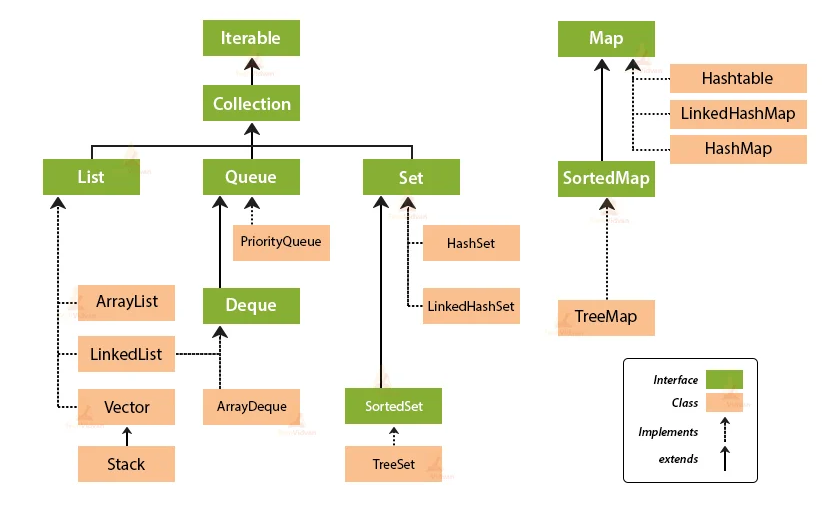 Iterable
Map
Hashtable
Collection
LinkedHashMap
HashMap
List
Queue
Set
SortedMap
PriorityQueue
HashSet
ArrayList
Deque
LinkedHashSet
TreeMap
LinkedList
Interface
Class
Vector
ArrayDeque
SortedSet
Implements
Stack
TreeSet
extends